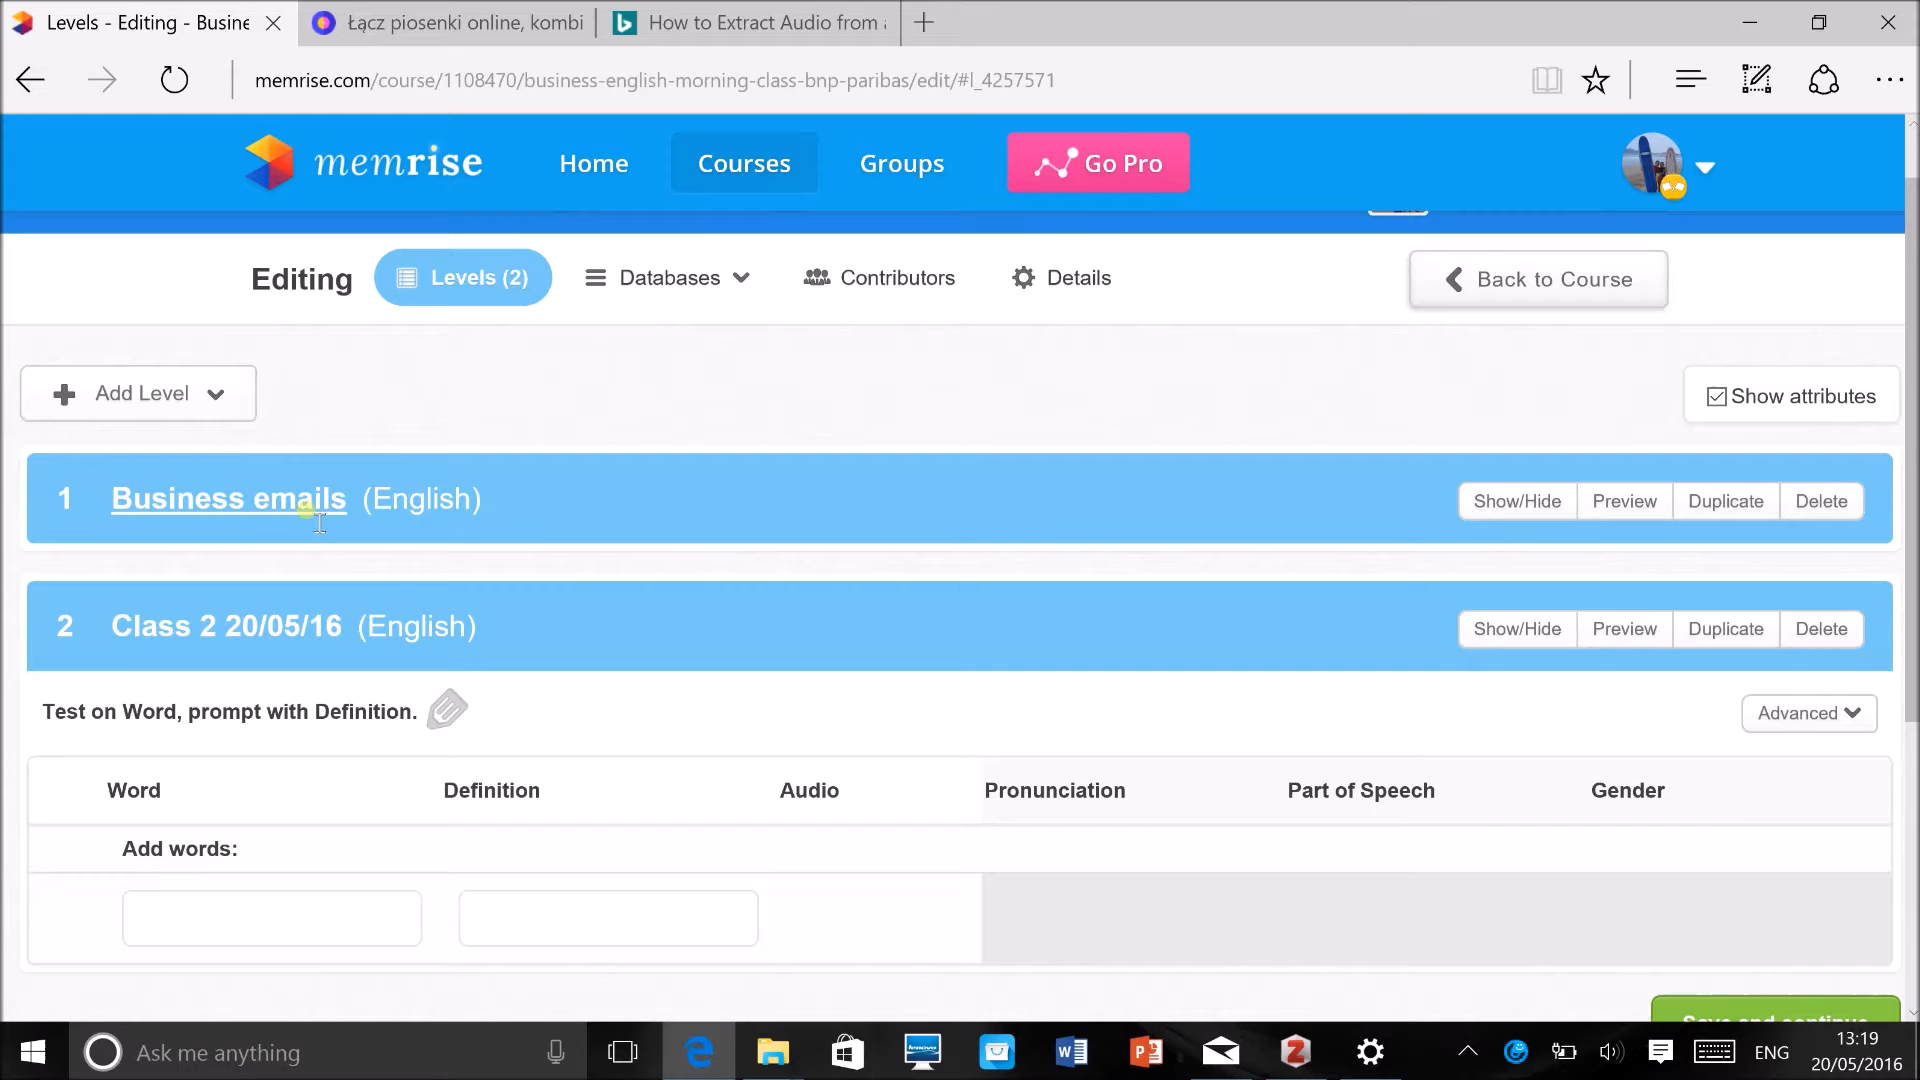 Levels - Editing - Busine
Łącz piosenki online, kombi
How to Extract Audio from
memrise.com/course/1108470/business-english-morning-class-bnp-paribas/edit/#l_4257571
memrise Home Courses Groups Go Pro
Editing Levels (2) Databases Contributors Details Back to Course
Add Level Show attributes
1 Business emails (English) Show/Hide Preview Duplicate Delete
2 Class 2 20/05/16 (English) Show/Hide Preview Duplicate Delete
Test on Word, prompt with Definition. Advanced
Word Definition Audio Pronunciation Part of Speech Gender
Add words:
Save and continue
Ask me anything ENG 13:19
20/05/2016